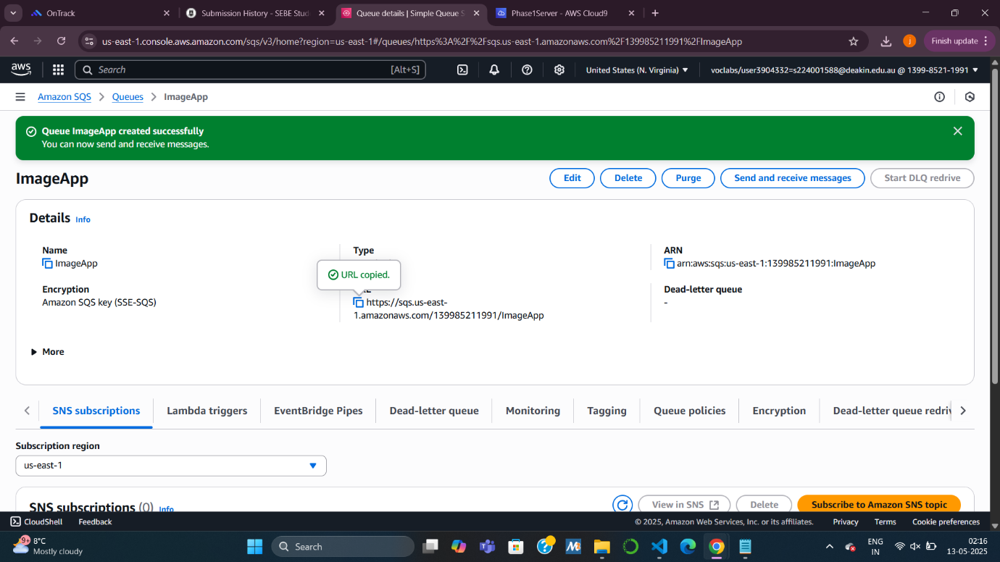 OnTrack
Submission History - SEBE Stud
Queue details | Simple Queue S
Phase1Server - AWS Cloud9
us-east-1.console.aws.amazon.com/sqs/v3/home?region=us-east-1#/queues/https%3A%2F%2Fsqs.us-east-1.amazonaws.com%2F139985211991%2FImageApp
j
Finish update
aws
Search
[Alt+S]
United States (N. Virginia)
voclabs/user3904332=s224001588@deakin.edu.au @ 1399-8521-1991
Amazon SQS
Queues
ImageApp
Queue ImageApp created successfully
You can now send and receive messages.
ImageApp
Edit
Delete
Purge
Send and receive messages
Start DLQ redrive
Details Info
Name
ImageApp
Type
ARN
arn:aws:sqs:us-east-1:139985211991:ImageApp
URL copied.
Encryption
Amazon SQS key (SSE-SQS)
https://sqs.us-east-
1.amazonaws.com/139985211991/ImageApp
Dead-letter queue
-
More
SNS subscriptions
Lambda triggers
EventBridge Pipes
Dead-letter queue
Monitoring
Tagging
Queue policies
Encryption
Dead-letter queue redriv
Subscription region
us-east-1
SNS subscriptions (0) Info
View in SNS
Delete
Subscribe to Amazon SNS topic
CloudShell
Feedback
© 2025, Amazon Web Services, Inc. or its affiliates.
Privacy
Terms
Cookie preferences
9+
8°C
Mostly cloudy
Search
ENG
IN
02:16
13-05-2025